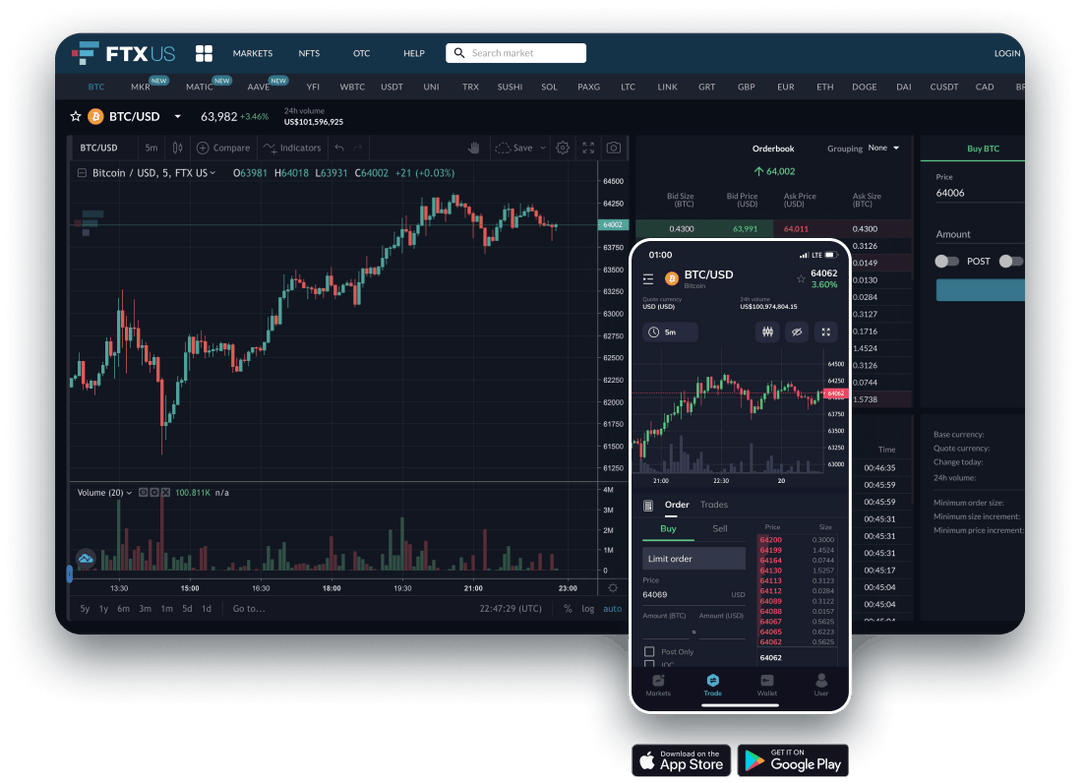 FTX US MARKETS NFTS OTC HELP Search market LOGIN
BTC MKR NEW MATIC NEW AAVE NEW YFI WBTC USDT UNI TRX SUSHI SOL PAXG LTC LINK GRT GBP EUR ETH DOGE DAI CUSDT CAD
BTC/USD 63,982 +3.46%
24h volume
US$101,596,925
BTC/USD 5m Compare Indicators Save
Bitcoin / USD, 5, FTX US O63981 H64018 L63931 C64002 +21 (+0.03%)
64500
64250
64002
63750
63500
63250
63000
62750
62500
62250
62000
61750
61500
61250
Volume (20) 100.811K n/a
4M
3M
2M
1M
0
13:30 15:00 16:30 18:00 19:30 21:00 23:00
5y 1y 6m 3m 1m 5d 1d Go to... 22:47:29 (UTC) % log auto
Orderbook Grouping None
64,002
Bid Size (BTC) Bid Price (USD) Ask Price (USD) Ask Size (BTC)
0.4300 63,991 64,011 0.4300
0.3126
0.0149
0.0130
0.0284
0.3127
0.1716
1.4524
0.3126
0.0744
1.5738
Time
00:46:35
00:45:59
00:45:59
00:45:31
00:45:31
00:45:31
00:45:17
00:45:04
00:45:04
Buy BTC
Price
64006
Amount
POST
Base currency:
Quote currency:
Change today:
24h volume:
Minimum order size:
Minimum size increment:
Minimum price increment:
01:00 LTE
BTC/USD
Bitcoin
64062
3.60%
Quote currency
USD (USD)
24h volume
US$100,974,804.15
5m
64500
64250
64062
63750
63500
63250
63000
21:00 22:30 20
Order Trades
Buy Sell
Limit order
Price
64069 USD
Amount (BTC) Amount (USD)
Post Only
IOC
Price Size
64200 0.3000
64199 1.4524
64164 0.0744
64130 1.5257
64113 0.3123
64112 0.0284
64089 0.3122
64088 0.0157
64067 0.5625
64065 0.6223
64062 0.5625
64062
Markets Trade Wallet User
Download on the
App Store
GET IT ON
Google Play